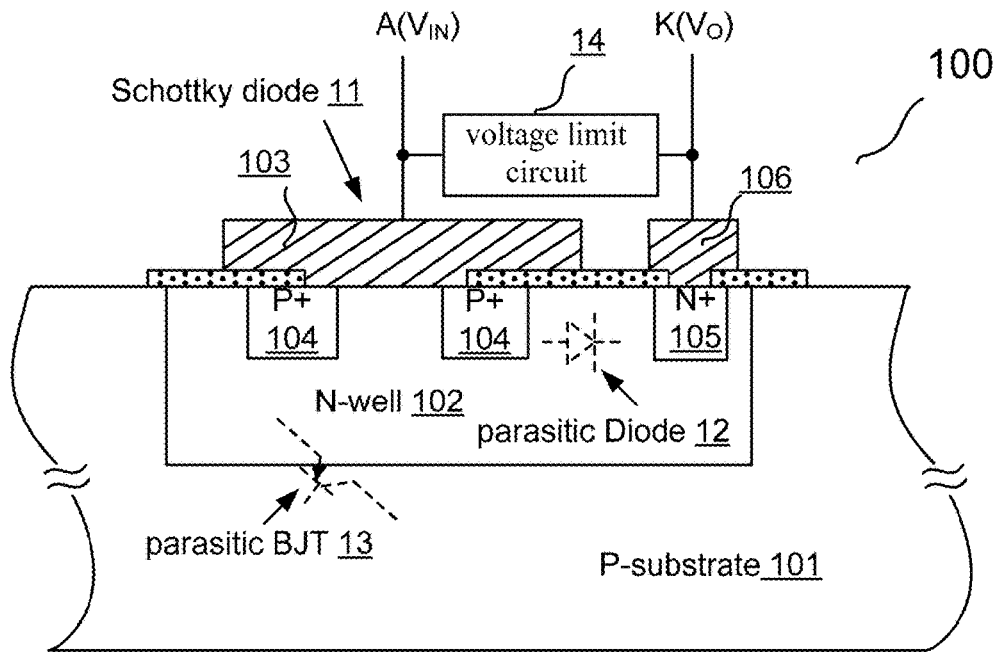 A(VIN)
K(VO)
14
100
Schottky diode 11
voltage limit
circuit
103
106
P+
104
P+
104
N+
105
N-well 102
parasitic Diode 12
parasitic BJT 13
P-substrate 101